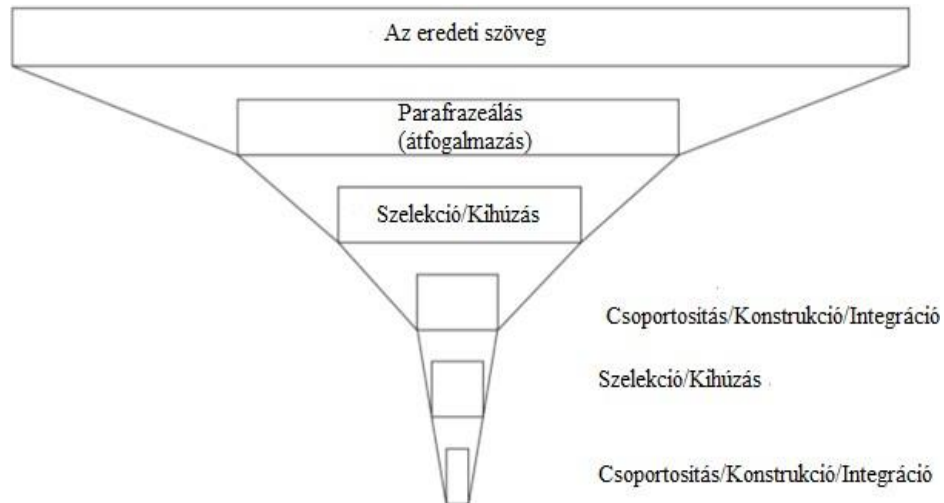 Az eredeti szöveg
Parafrazeálás
(átfogalmazás)
Szelekció/Kihúzás
Csoportosítás/Konstrukció/Integráció
Szelekció/Kihúzás
Csoportosítás/Konstrukció/Integráció